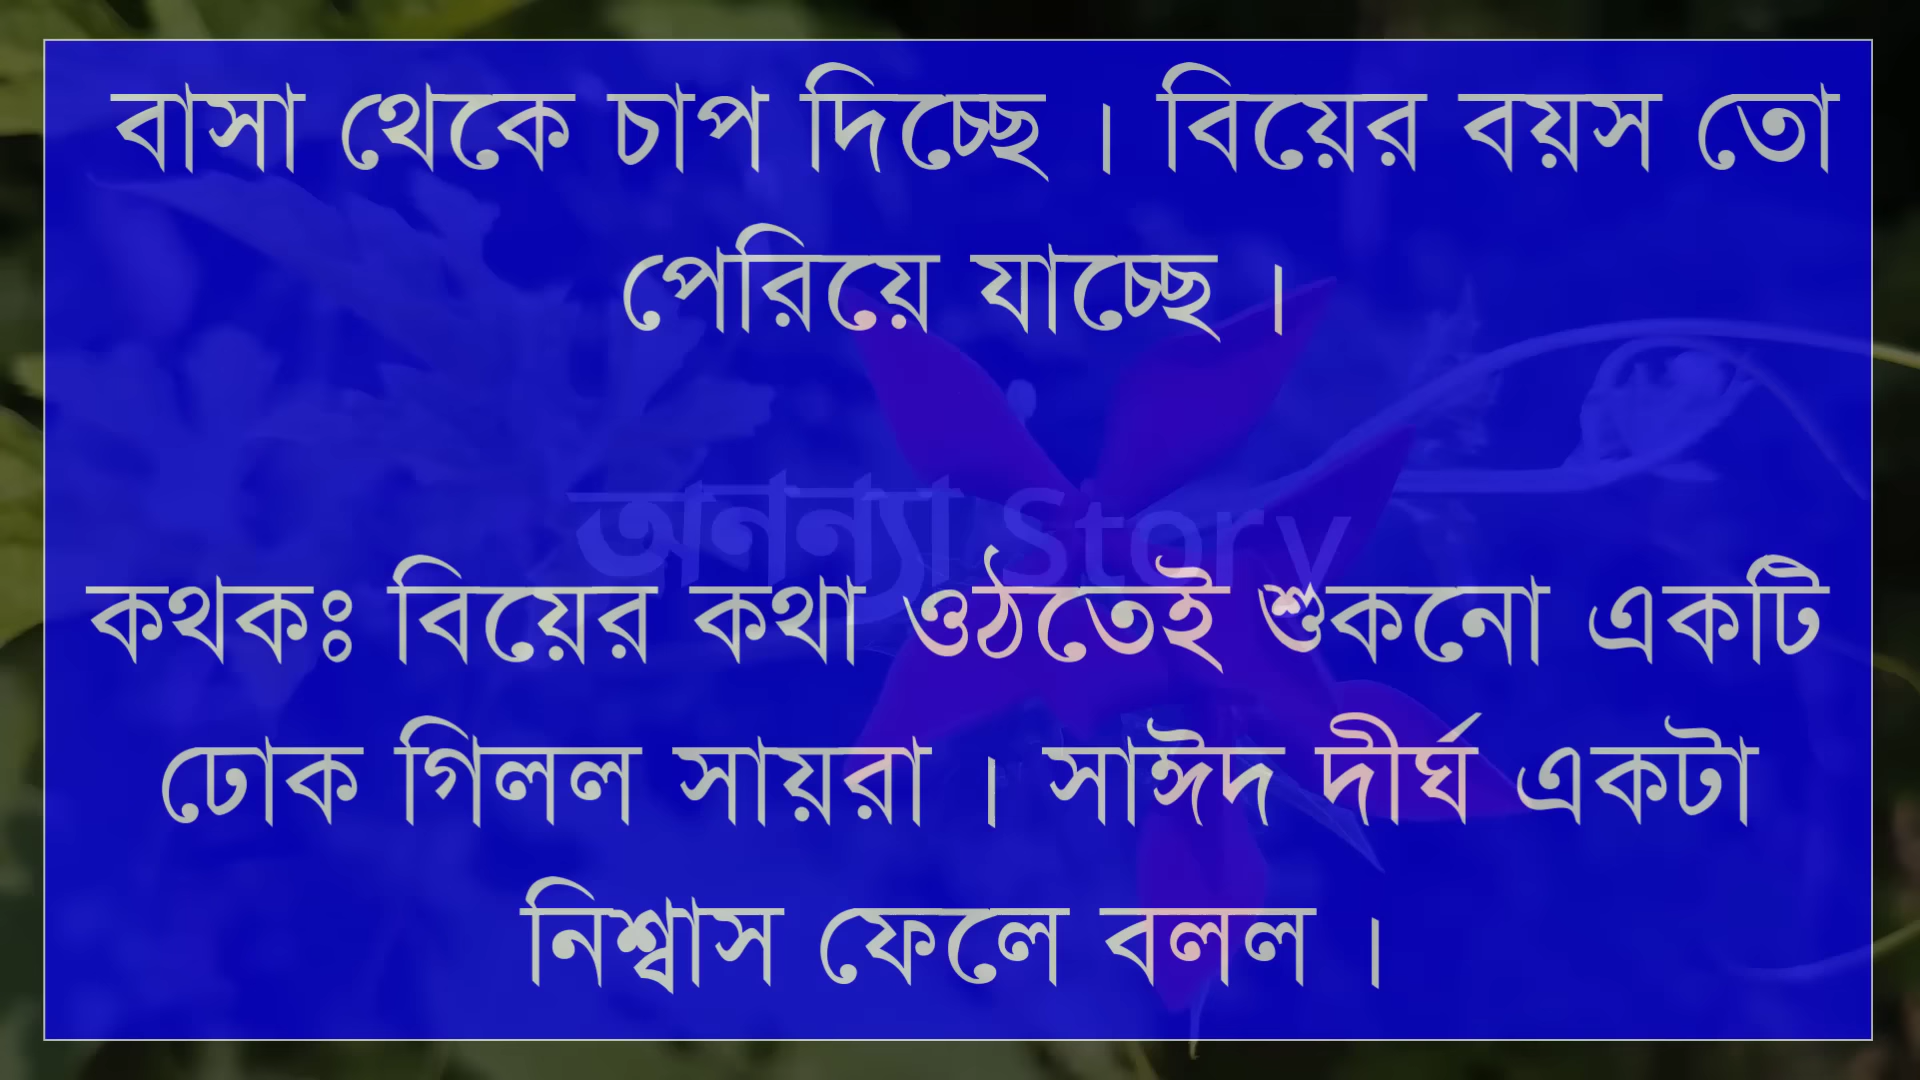 বাসা থেকে চাপ দিচ্ছে । বিয়ের বয়স তো
পেরিয়ে যাচ্ছে ।
অনন্যা Story
কথকঃ বিয়ের কথা ওঠতেই শুকনো একটি
ঢোক গিলল সায়রা । সাঈদ দীর্ঘ একটা
নিশ্বাস ফেলে বলল ।